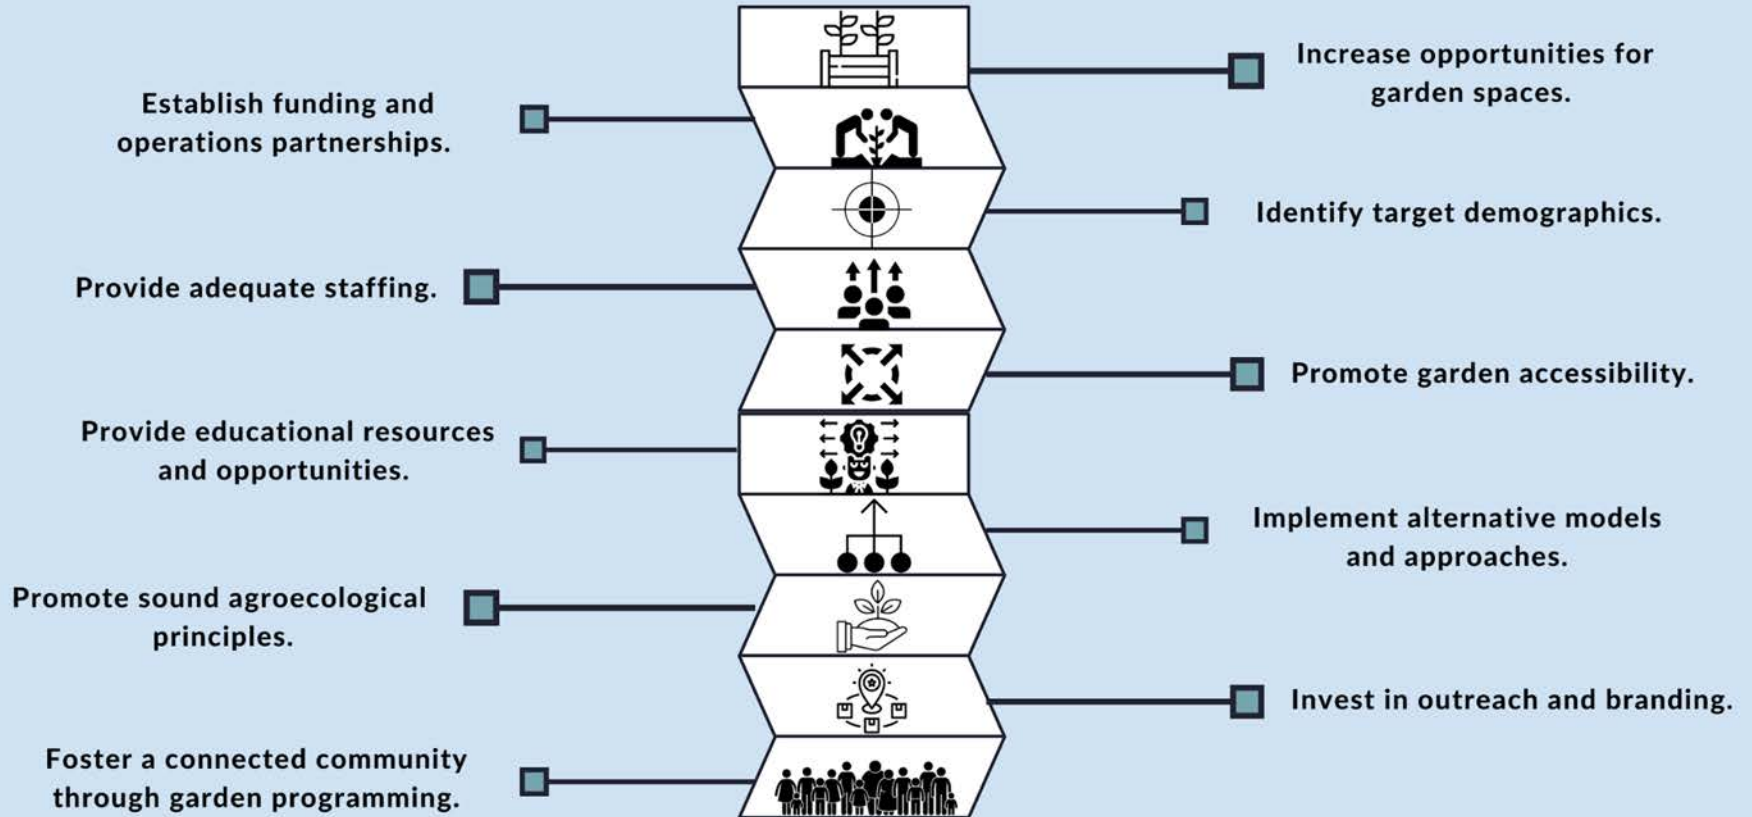 Increase opportunities for
garden spaces.
Establish funding and
operations partnerships.
Identify target demographics.
Provide adequate staffing.
Promote garden accessibility.
Provide educational resources
and opportunities.
Implement alternative models
and approaches.
Promote sound agroecological
principles.
Invest in outreach and branding.
Foster a connected community
through garden programming.